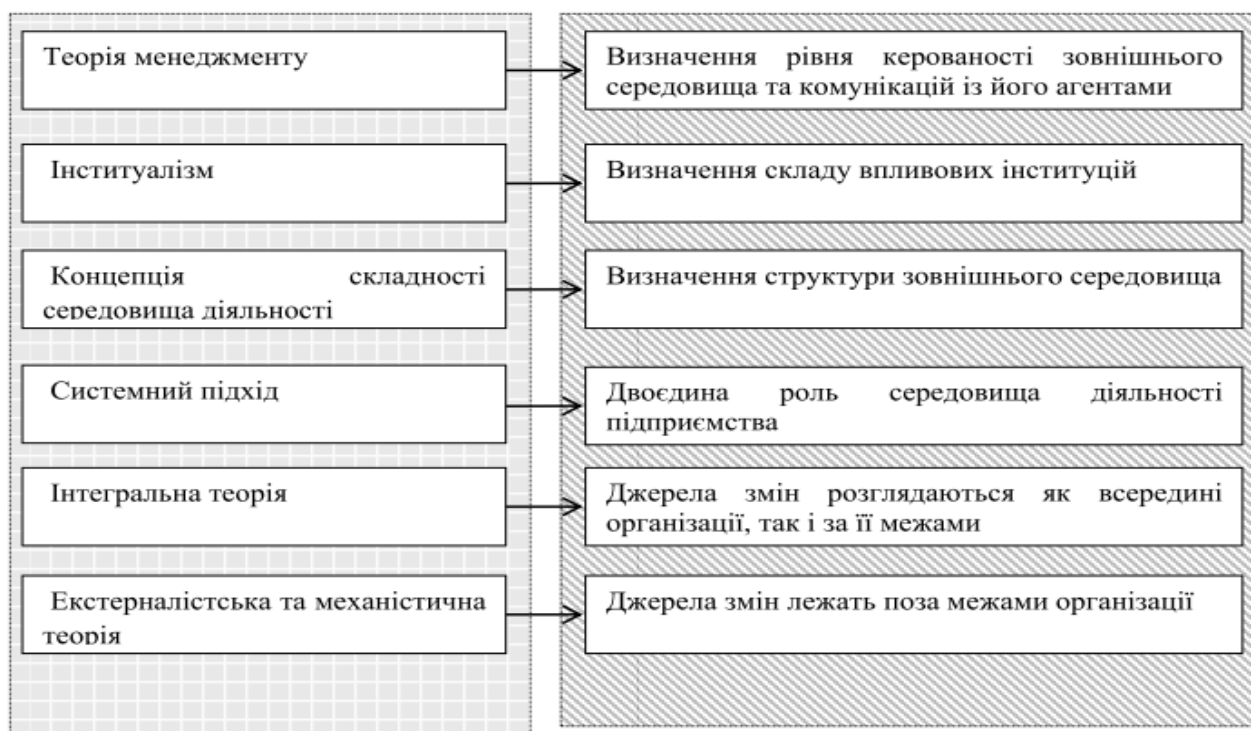 Теорія менеджменту
Визначення рівня керованості зовнішнього
середовища та комунікацій із його агентами
Інституалізм
Визначення складу впливових інституцій
Концепція складності
середовища діяльності
Визначення структури зовнішнього середовища
Системний підхід
Двоєдина роль середовища діяльності
підприємства
Інтегральна теорія
Джерела змін розглядаються як всередині
організації, так і за її межами
Екстерналістська та механістична
теорія
Джерела змін лежать поза межами організації